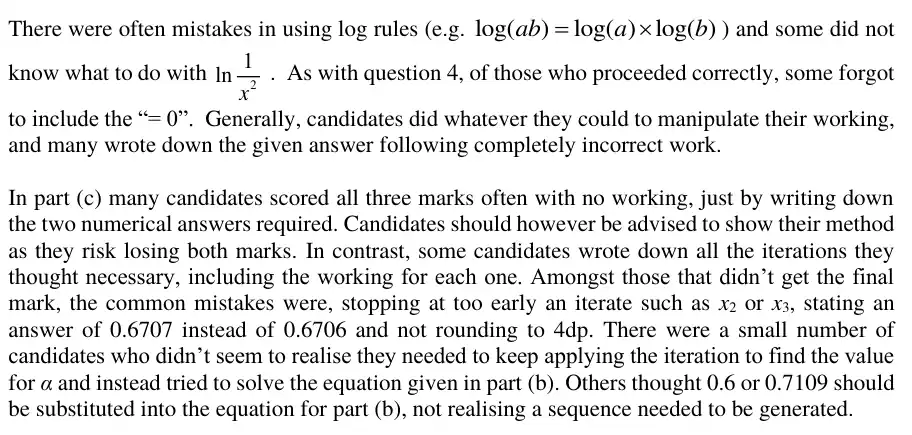 There were often mistakes in using log rules (e.g. log(ab) = log(a)×log(b) ) and some did not
know what to do with ln 1/x² . As with question 4, of those who proceeded correctly, some forgot
to include the “= 0”. Generally, candidates did whatever they could to manipulate their working,
and many wrote down the given answer following completely incorrect work.
In part (c) many candidates scored all three marks often with no working, just by writing down
the two numerical answers required. Candidates should however be advised to show their method
as they risk losing both marks. In contrast, some candidates wrote down all the iterations they
thought necessary, including the working for each one. Amongst those that didn’t get the final
mark, the common mistakes were, stopping at too early an iterate such as x₂ or x₃, stating an
answer of 0.6707 instead of 0.6706 and not rounding to 4dp. There were a small number of
candidates who didn’t seem to realise they needed to keep applying the iteration to find the value
for α and instead tried to solve the equation given in part (b). Others thought 0.6 or 0.7109 should
be substituted into the equation for part (b), not realising a sequence needed to be generated.